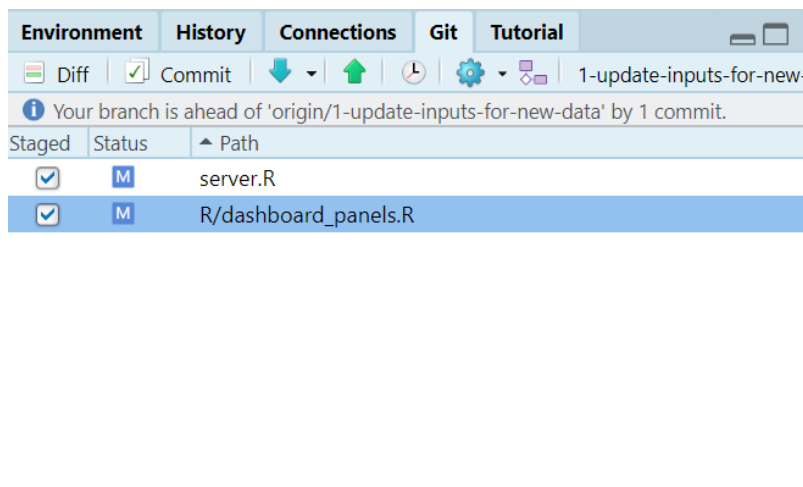 Environment History Connections Git Tutorial
Diff Commit 1-update-inputs-for-new-
Your branch is ahead of 'origin/1-update-inputs-for-new-data' by 1 commit.
Staged Status Path
M server.R
M R/dashboard_panels.R